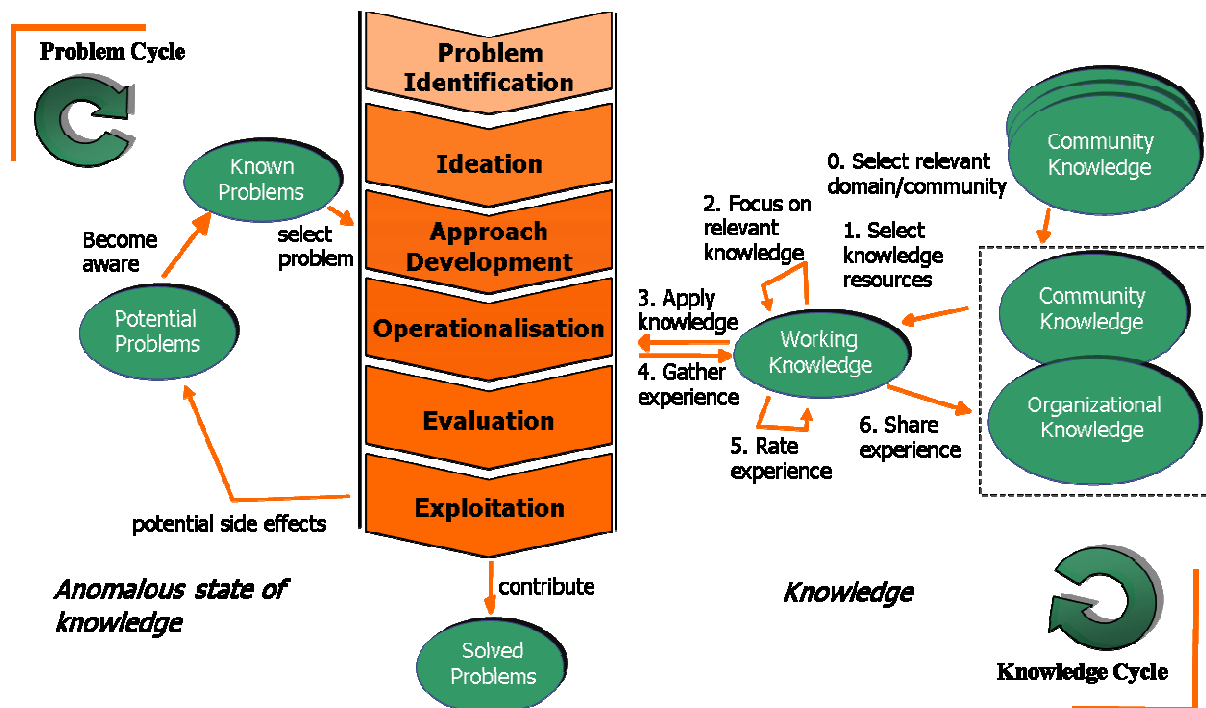 Problem Cycle
Known
Problems
Become
aware
select
problem
Potential
Problems
potential side effects
Anomalous state of
knowledge
Problem
Identification
Ideation
Approach
Development
Operationalisation
Evaluation
Exploitation
contribute
Solved
Problems
Community
Knowledge
0. Select relevant
domain/community
1. Select
knowledge
resources
2. Focus on
relevant
knowledge
3. Apply
knowledge
4. Gather
experience
Working
Knowledge
5. Rate
experience
6. Share
experience
Community
Knowledge
Organizational
Knowledge
Knowledge
Knowledge Cycle